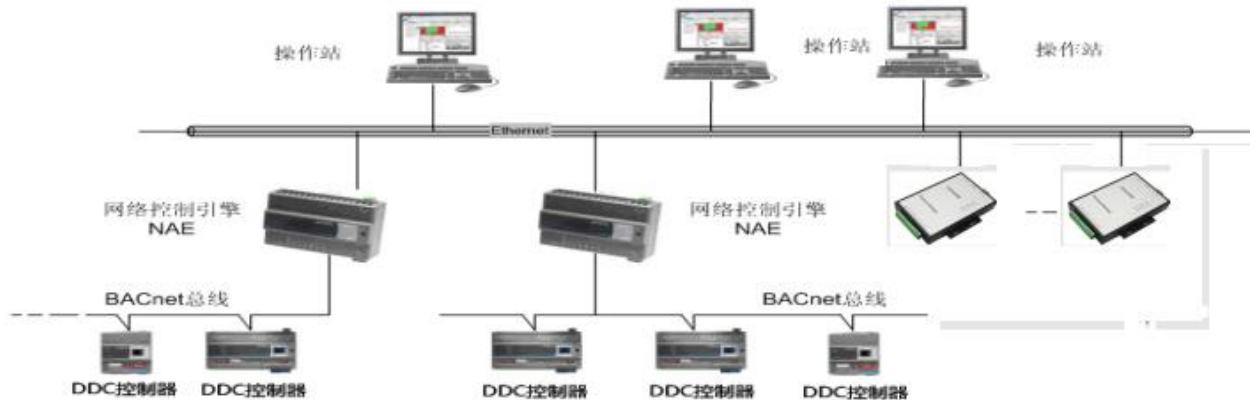 操作站
操作站
操作站
Ethernet
网络控制引擎
NAE
网络控制引擎
NAE
BACnet总线
BACnet总线
DDC控制器
DDC控制器
DDC控制器
DDC控制器
DDC控制器